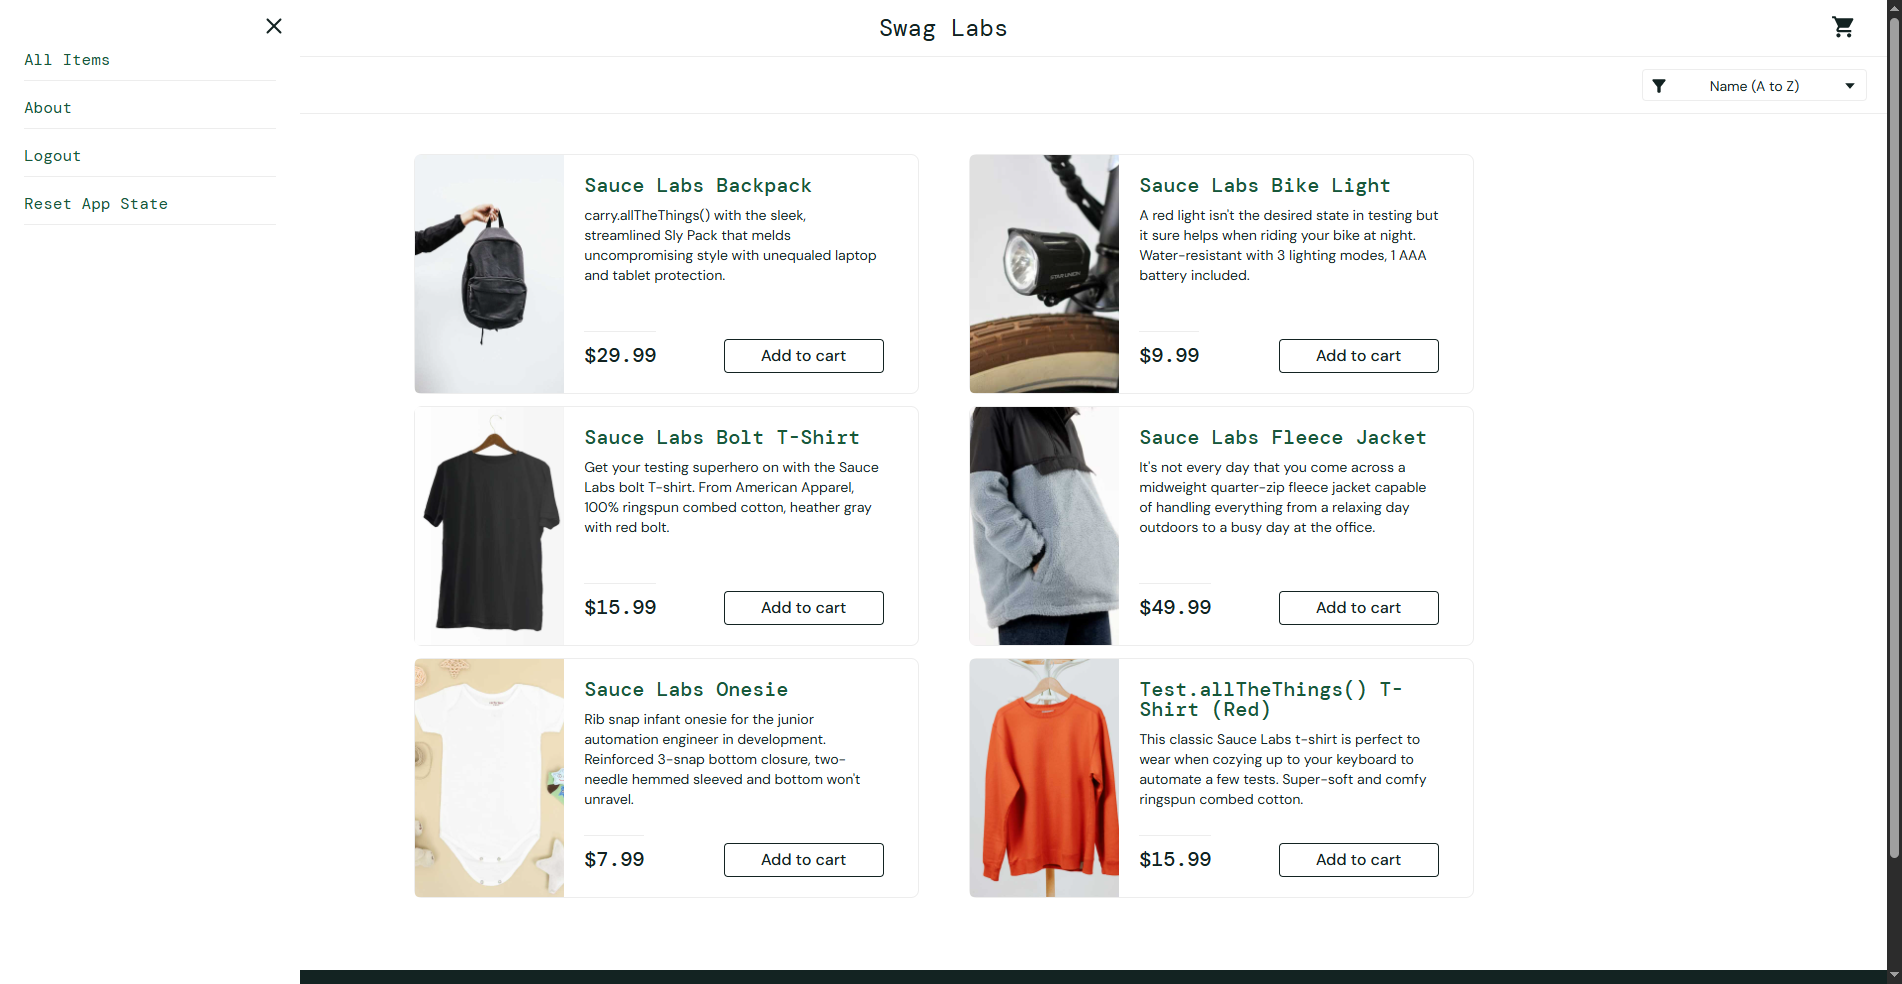 All Items
About
Logout
Reset App State
Swag Labs
Name (A to Z)
Sauce Labs Backpack
carry.allTheThings() with the sleek,
streamlined Sly Pack that melds
uncompromising style with unequaled laptop
and tablet protection.
$29.99
Add to cart
Sauce Labs Bike Light
A red light isn't the desired state in testing but
it sure helps when riding your bike at night.
Water-resistant with 3 lighting modes, 1 AAA
battery included.
STAR UNION
$9.99
Add to cart
Sauce Labs Bolt T-Shirt
Get your testing superhero on with the Sauce
Labs bolt T-shirt. From American Apparel,
100% ringspun combed cotton, heather gray
with red bolt.
$15.99
Add to cart
Sauce Labs Fleece Jacket
It's not every day that you come across a
midweight quarter-zip fleece jacket capable
of handling everything from a relaxing day
outdoors to a busy day at the office.
$49.99
Add to cart
Sauce Labs Onesie
Rib snap infant onesie for the junior
automation engineer in development.
Reinforced 3-snap bottom closure, two-
needle hemmed sleeved and bottom won't
unravel.
$7.99
Add to cart
Test.allTheThings() T-
Shirt (Red)
This classic Sauce Labs t-shirt is perfect to
wear when cozying up to your keyboard to
automate a few tests. Super-soft and comfy
ringspun combed cotton.
$15.99
Add to cart